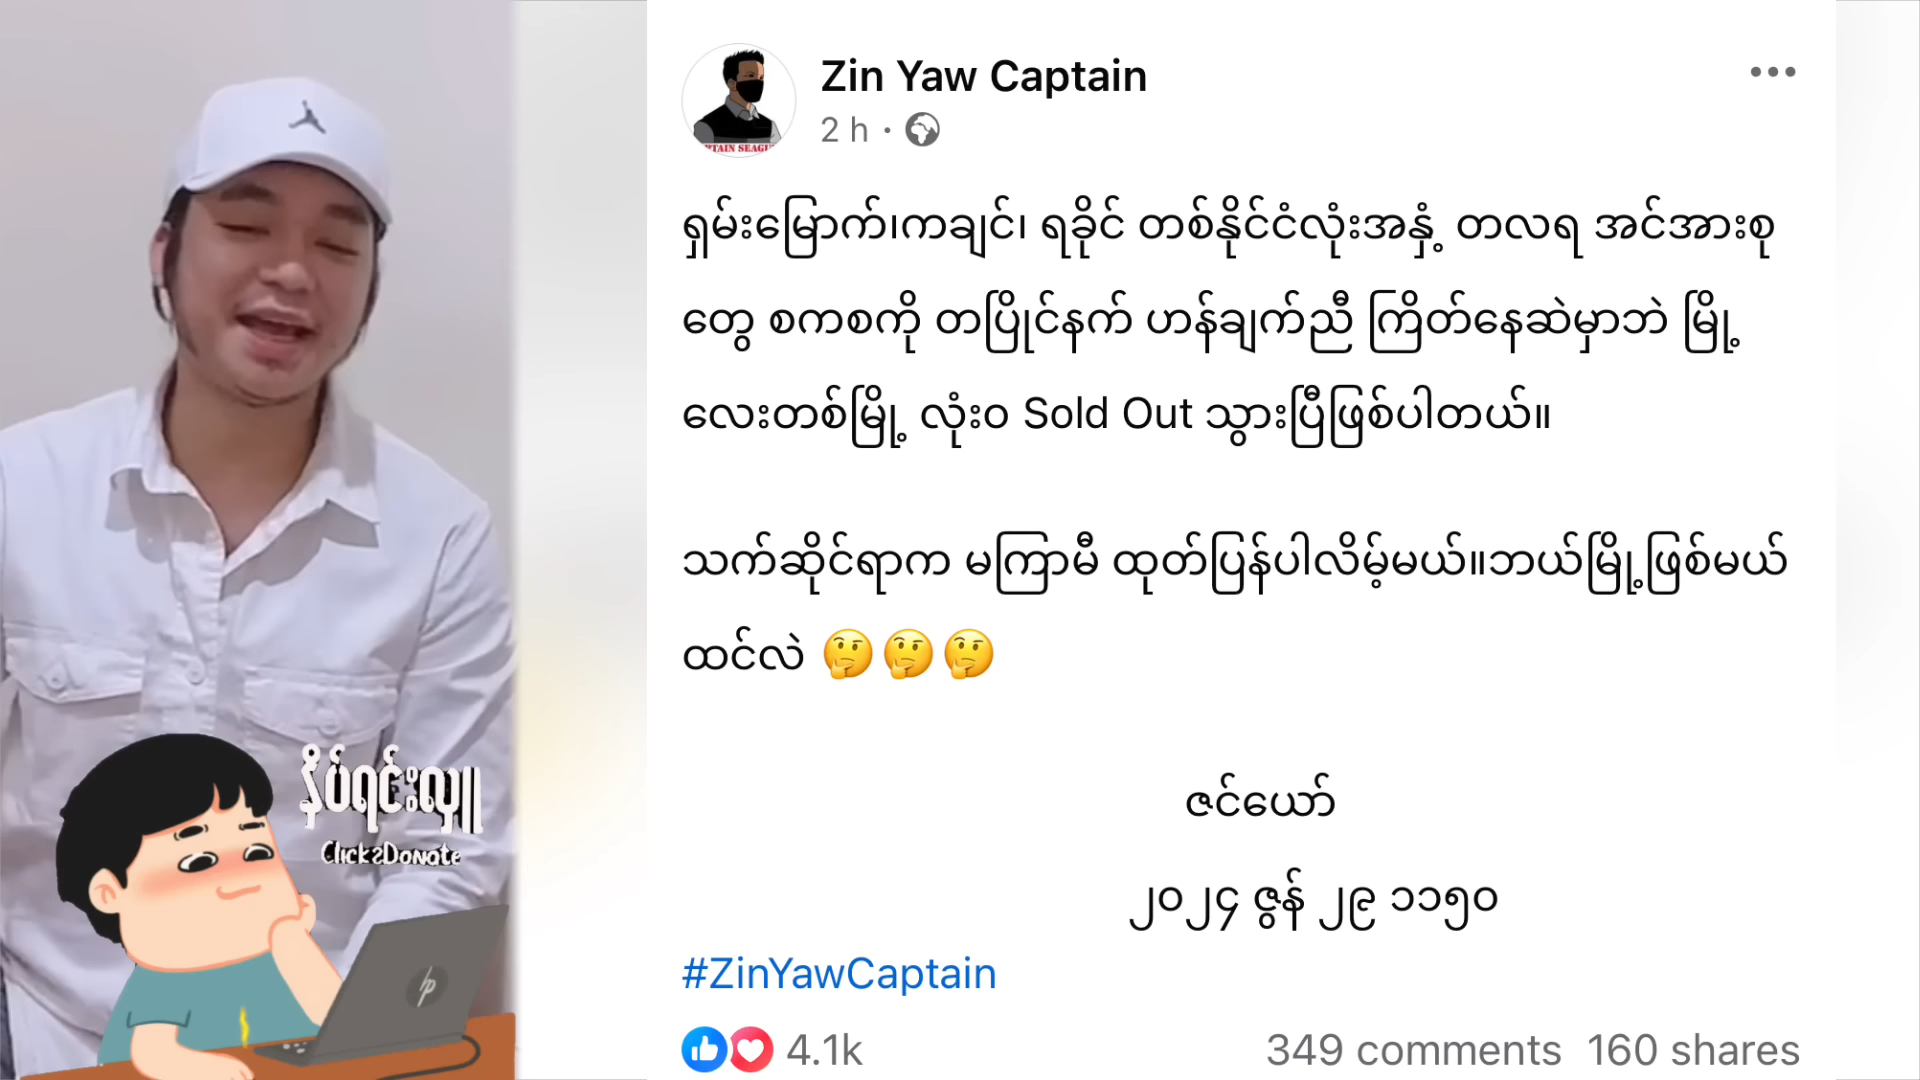 Zin Yaw Captain
2 h ·
TAIN SEAGU
ရှမ်းမြောက်၊ကချင်၊ ရခိုင် တစ်နိုင်ငံလုံးအနှံ့ တလရ အင်အားစု
တွေ စကစကို တပြိုင်နက် ဟန်ချက်ညီ ကြိတ်နေဆဲမှာဘဲ မြို့
လေးတစ်မြို့ လုံးဝ Sold Out သွားပြီဖြစ်ပါတယ်။
သက်ဆိုင်ရာက မကြာမီ ထုတ်ပြန်ပါလိမ့်မယ်။ဘယ်မြို့ဖြစ်မယ်
ထင်လဲ 🤔🤔🤔
ဇင်ယော်
၂၀၂၄ ဇွန် ၂၉ ၁၁၅၀
#ZinYawCaptain
4.1k
349 comments 160 shares
နှိပ်ရင်းလှူ
Click2Donate
hp